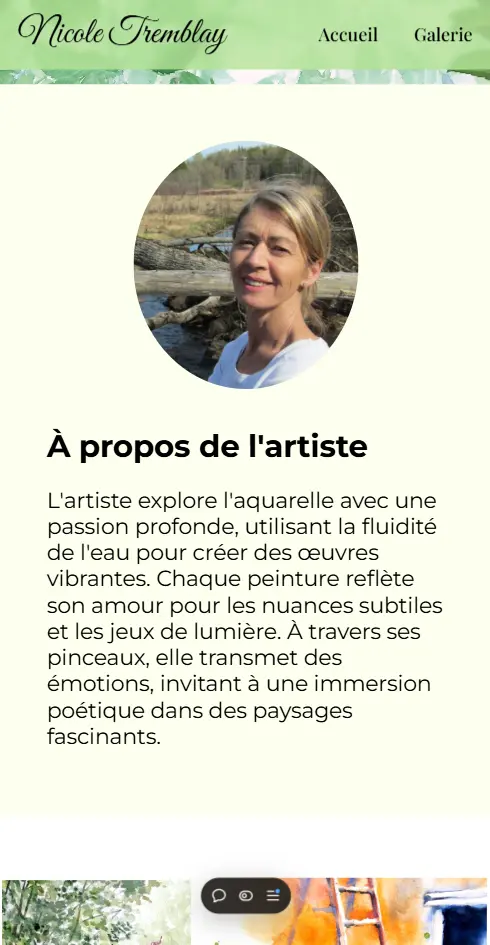 Nicole Tremblay
Accueil
Galerie
À propos de l'artiste
L'artiste explore l'aquarelle avec une
passion profonde, utilisant la fluidité
de l'eau pour créer des œuvres
vibrantes. Chaque peinture reflète
son amour pour les nuances subtiles
et les jeux de lumière. À travers ses
pinceaux, elle transmet des
émotions, invitant à une immersion
poétique dans des paysages
fascinants.